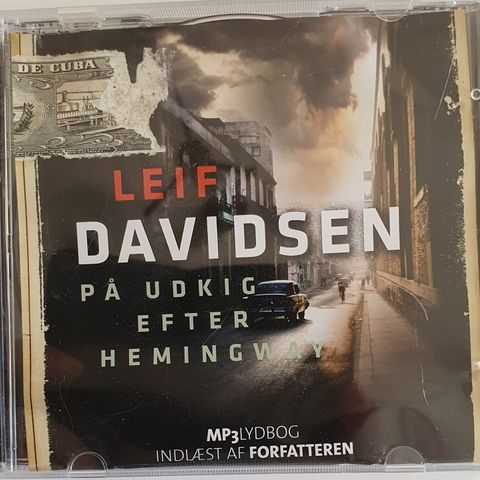 DE CUBA
LEIF
DAVIDSEN
PÅ UDKIG
EFTER
HEMINGWAY
MP3LYDBOG
INDLÆST AF FORFATTEREN